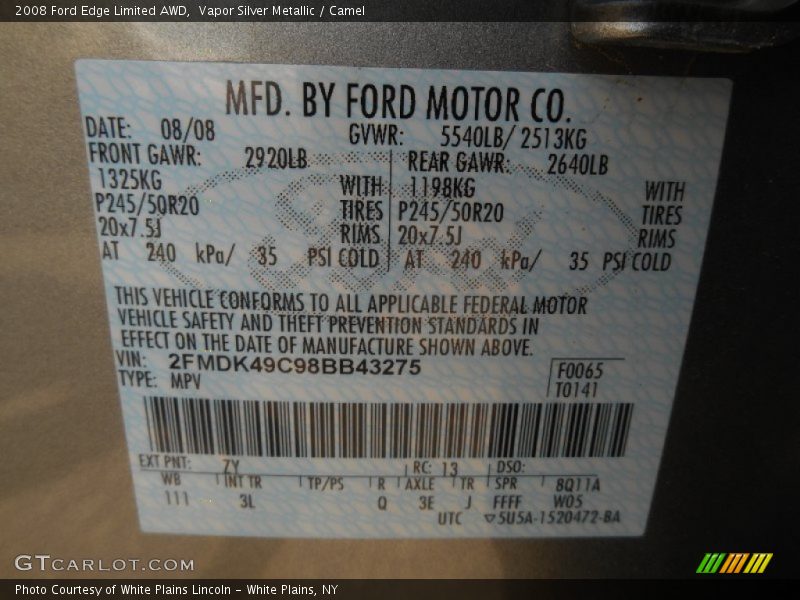 2008 Ford Edge Limited AWD, Vapor Silver Metallic / Camel
MFD. BY FORD MOTOR CO.
DATE: 08/08 GVWR: 5540LB/ 2513KG
FRONT GAWR: 2920LB REAR GAWR: 2640LB
1325KG WITH 1198KG WITH
P245/50R20 TIRES P245/50R20 TIRES
20x7.5J RIMS 20x7.5J RIMS
AT 240 kPa/ 35 PSI COLD AT 240 kPa/ 35 PSI COLD
THIS VEHICLE CONFORMS TO ALL APPLICABLE FEDERAL MOTOR
VEHICLE SAFETY AND THEFT PREVENTION STANDARDS IN
EFFECT ON THE DATE OF MANUFACTURE SHOWN ABOVE.
VIN: 2FMDK49C98BB43275 F0065
TYPE: MPV T0141
EXT PNT: ZY RC: 13 DSO:
WB INT TR TP/PS R AXLE TR SPR 8Q11A
111 3L Q 3E J FFFF W05
UTC ▽5U5A-1520472-BA
GTCARLOT.COM
Photo Courtesy of White Plains Lincoln - White Plains, NY